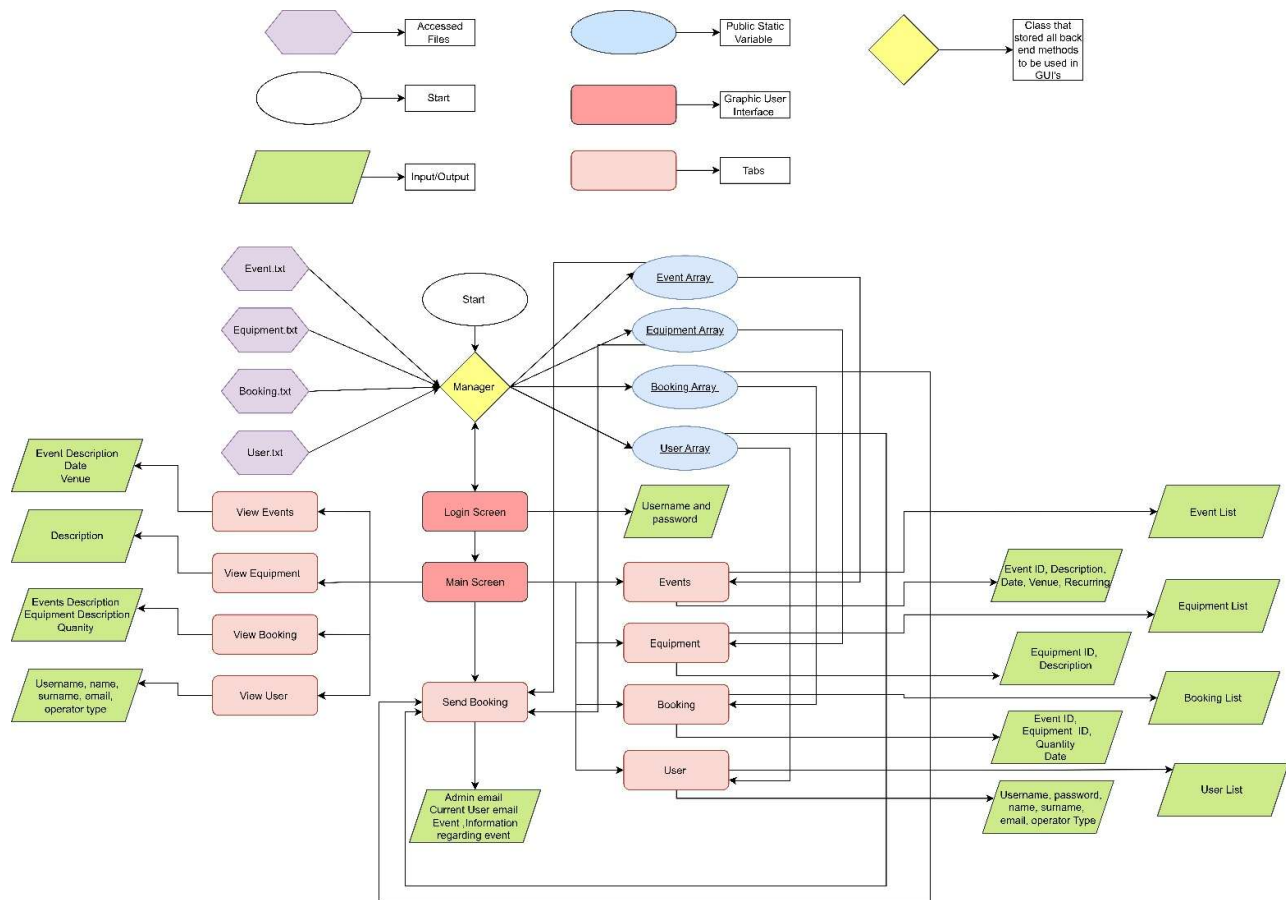 Accessed
Files
Public Static
Variable
Class that
stored all back
end methods
to be used in
GUI's
Start
Graphic User
Interface
Input/Output
Tabs
Event.txt
Equipment.txt
Booking.txt
User.txt
Start
Manager
Event Array
Equipment Array
Booking Array
User Array
Event Description
Date
Venue
Description
Events Description
Equipment Description
Quanity
Username, name,
surname, email,
operator type
View Events
View Equipment
View Booking
View User
Login Screen
Main Screen
Send Booking
Admin email
Current User email
Event ,Information
regarding event
Username and
password
Events
Equipment
Booking
User
Event List
Event ID, Description,
Date, Venue, Recurring
Equipment List
Equipment ID,
Description
Booking List
Event ID,
Equipment ID,
Quantity
Date
User List
Username, password,
name, surname,
email, operator Type